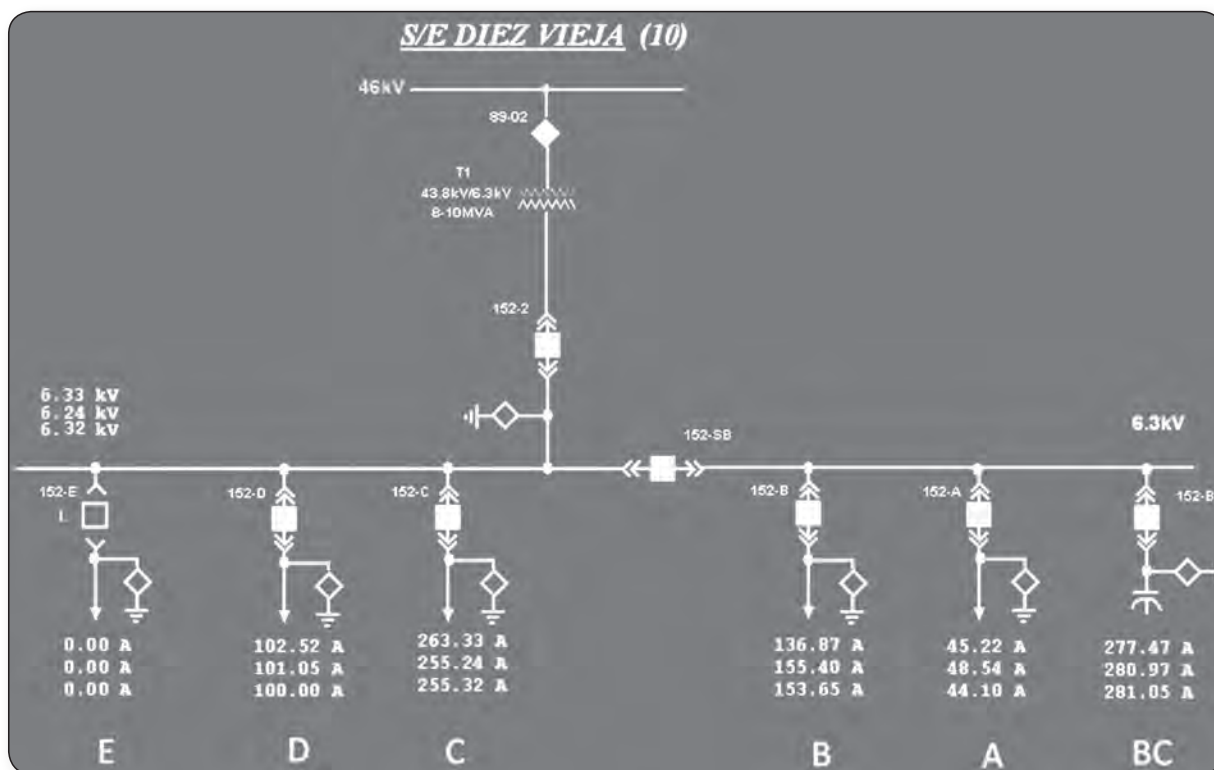 S/E DIEZ VIEJA (10)
46kV
89-02
T1
43.8kV/6.3kV
8-10MVA
152-2
6.33 kV
6.24 kV
6.32 kV
152-SB
6.3kV
152-E
L
152-D
152-C
152-B
152-A
152-B
0.00 A
0.00 A
0.00 A
102.52 A
101.05 A
100.00 A
263.33 A
255.24 A
255.32 A
136.87 A
155.40 A
153.65 A
45.22 A
48.54 A
44.10 A
277.47 A
280.97 A
281.05 A
E D C B A BC